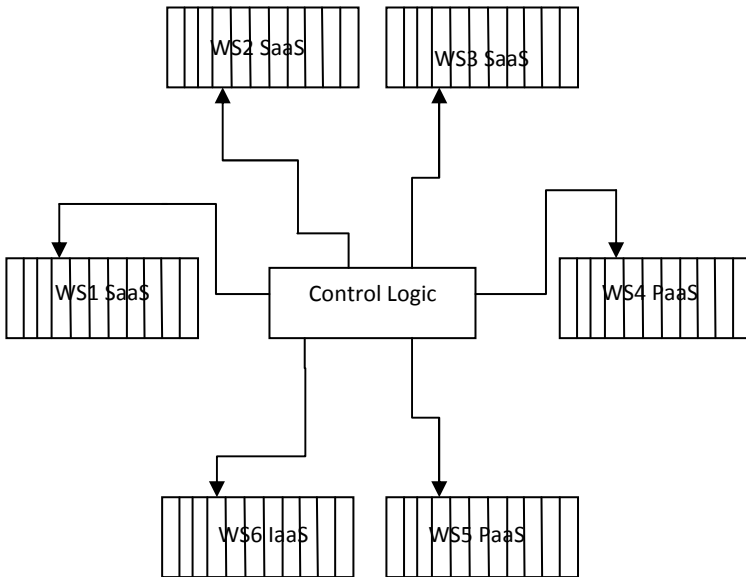 WS2 SaaS
WS3 SaaS
WS1 SaaS
Control Logic
WS4 PaaS
WS6 IaaS
WS5 PaaS